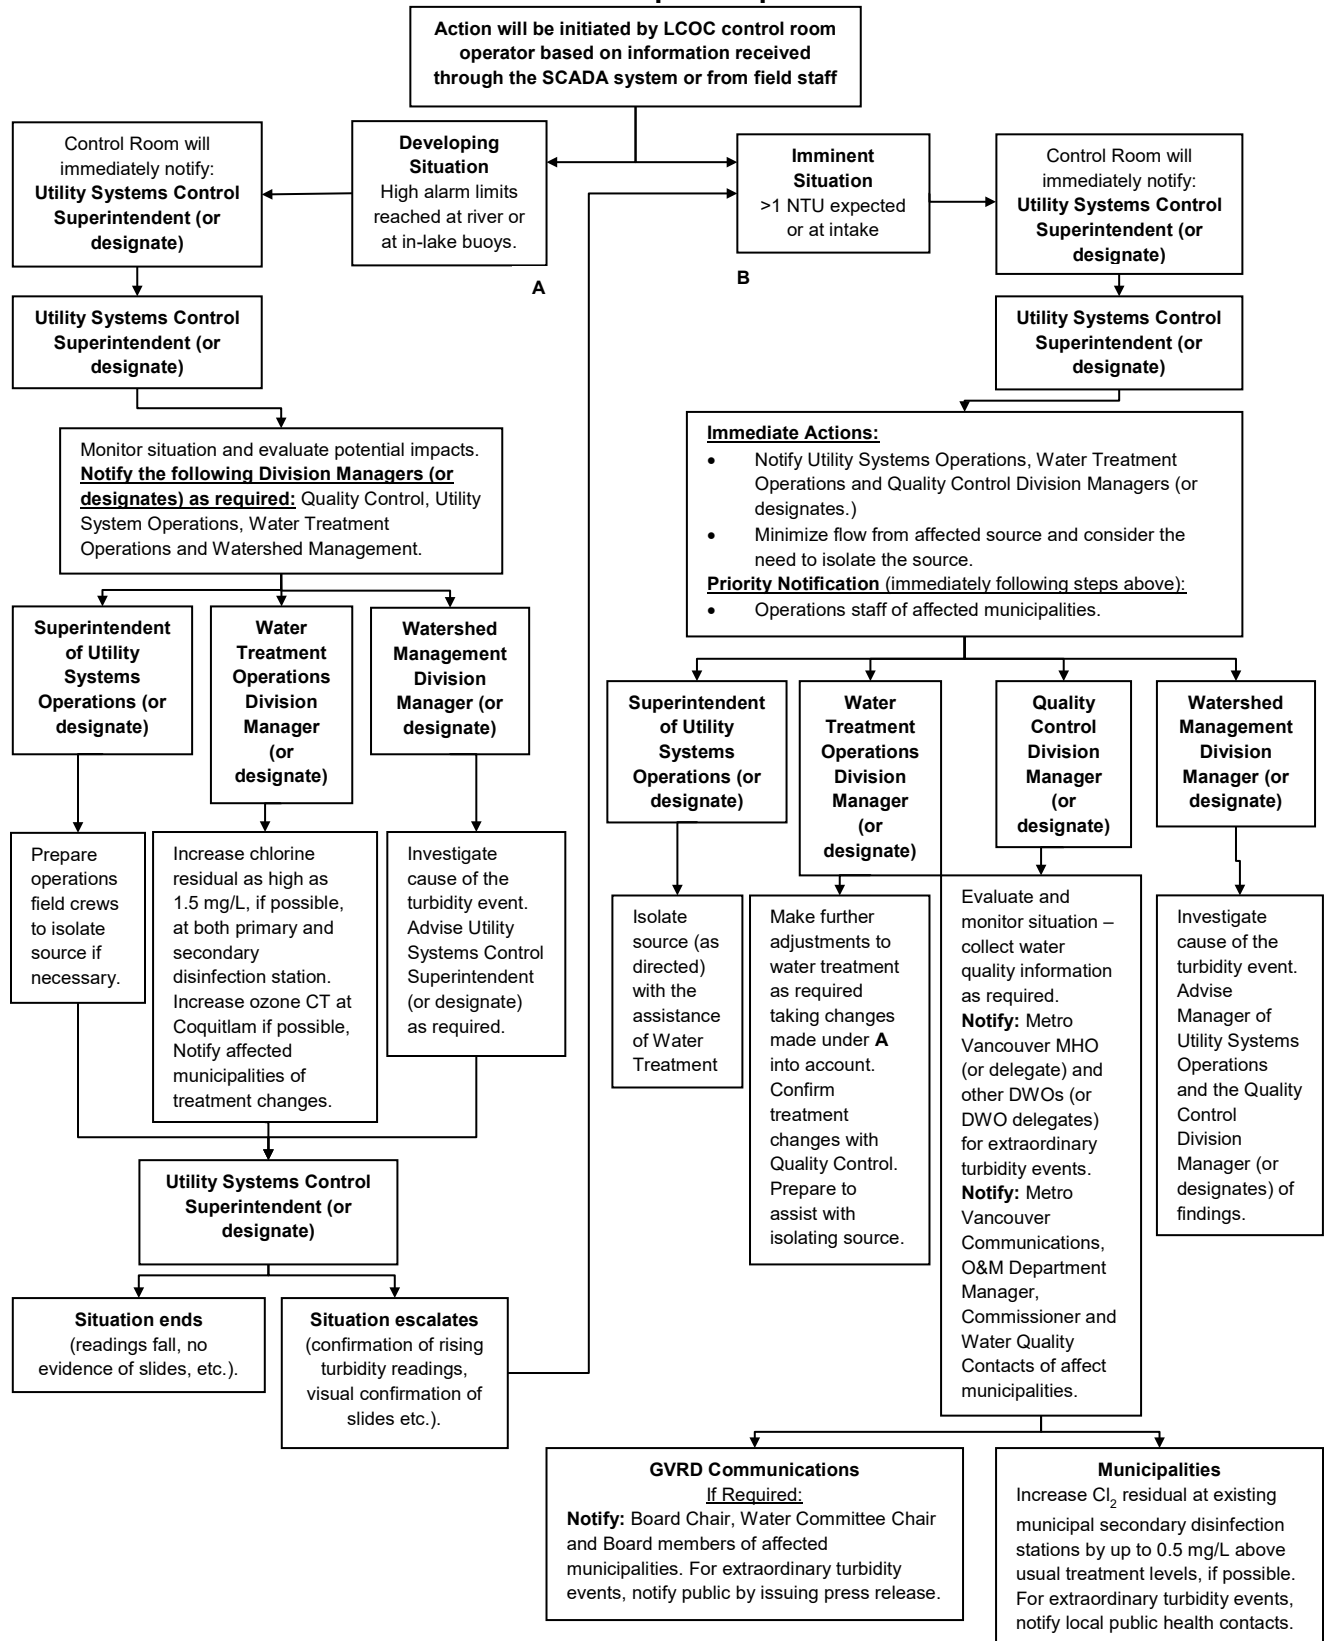 Action will be initiated by LCOC control room
operator based on information received
through the SCADA system or from field staff
Control Room will
immediately notify:
Utility Systems Control
Superintendent (or
designate)
Developing
Situation
High alarm limits
reached at river or
at in-lake buoys.
A
Imminent
Situation
>1 NTU expected
or at intake
B
Control Room will
immediately notify:
Utility Systems Control
Superintendent (or
designate)
Utility Systems Control
Superintendent (or
designate)
Utility Systems Control
Superintendent (or
designate)
Monitor situation and evaluate potential impacts.
Notify the following Division Managers (or
designates) as required: Quality Control, Utility
System Operations, Water Treatment
Operations and Watershed Management.
Immediate Actions:
• Notify Utility Systems Operations, Water Treatment
Operations and Quality Control Division Managers (or
designates.)
• Minimize flow from affected source and consider the
need to isolate the source.
Priority Notification (immediately following steps above):
• Operations staff of affected municipalities.
Superintendent
of Utility
Systems
Operations (or
designate)
Water
Treatment
Operations
Division
Manager
(or
designate)
Watershed
Management
Division
Manager (or
designate)
Superintendent
of Utility
Systems
Operations (or
designate)
Water
Treatment
Operations
Division
Manager
(or
designate)
Quality
Control
Division
Manager
(or
designate)
Watershed
Management
Division
Manager (or
designate)
Prepare
operations
field crews
to isolate
source if
necessary.
Increase chlorine
residual as high as
1.5 mg/L, if possible,
at both primary and
secondary
disinfection station.
Increase ozone CT at
Coquitlam if possible,
Notify affected
municipalities of
treatment changes.
Investigate
cause of the
turbidity event.
Advise Utility
Systems Control
Superintendent
(or designate)
as required.
Isolate
source (as
directed)
with the
assistance
of Water
Treatment
Make further
adjustments to
water treatment
as required
taking changes
made under A
into account.
Confirm
treatment
changes with
Quality Control.
Prepare to
assist with
isolating source.
Evaluate and
monitor situation –
collect water
quality information
as required.
Notify: Metro
Vancouver MHO
(or delegate) and
other DWOs (or
DWO delegates)
for extraordinary
turbidity events.
Notify: Metro
Vancouver
Communications,
O&M Department
Manager,
Commissioner and
Water Quality
Contacts of affect
municipalities.
Investigate
cause of the
turbidity event.
Advise
Manager of
Utility Systems
Operations
and the Quality
Control
Division
Manager (or
designates) of
findings.
Utility Systems Control
Superintendent (or
designate)
Situation ends
(readings fall, no
evidence of slides, etc.).
Situation escalates
(confirmation of rising
turbidity readings,
visual confirmation of
slides etc.).
GVRD Communications
If Required:
Notify: Board Chair, Water Committee Chair
and Board members of affected
municipalities. For extraordinary turbidity
events, notify public by issuing press release.
Municipalities
Increase Cl2 residual at existing
municipal secondary disinfection
stations by up to 0.5 mg/L above
usual treatment levels, if possible.
For extraordinary turbidity events,
notify local public health contacts.